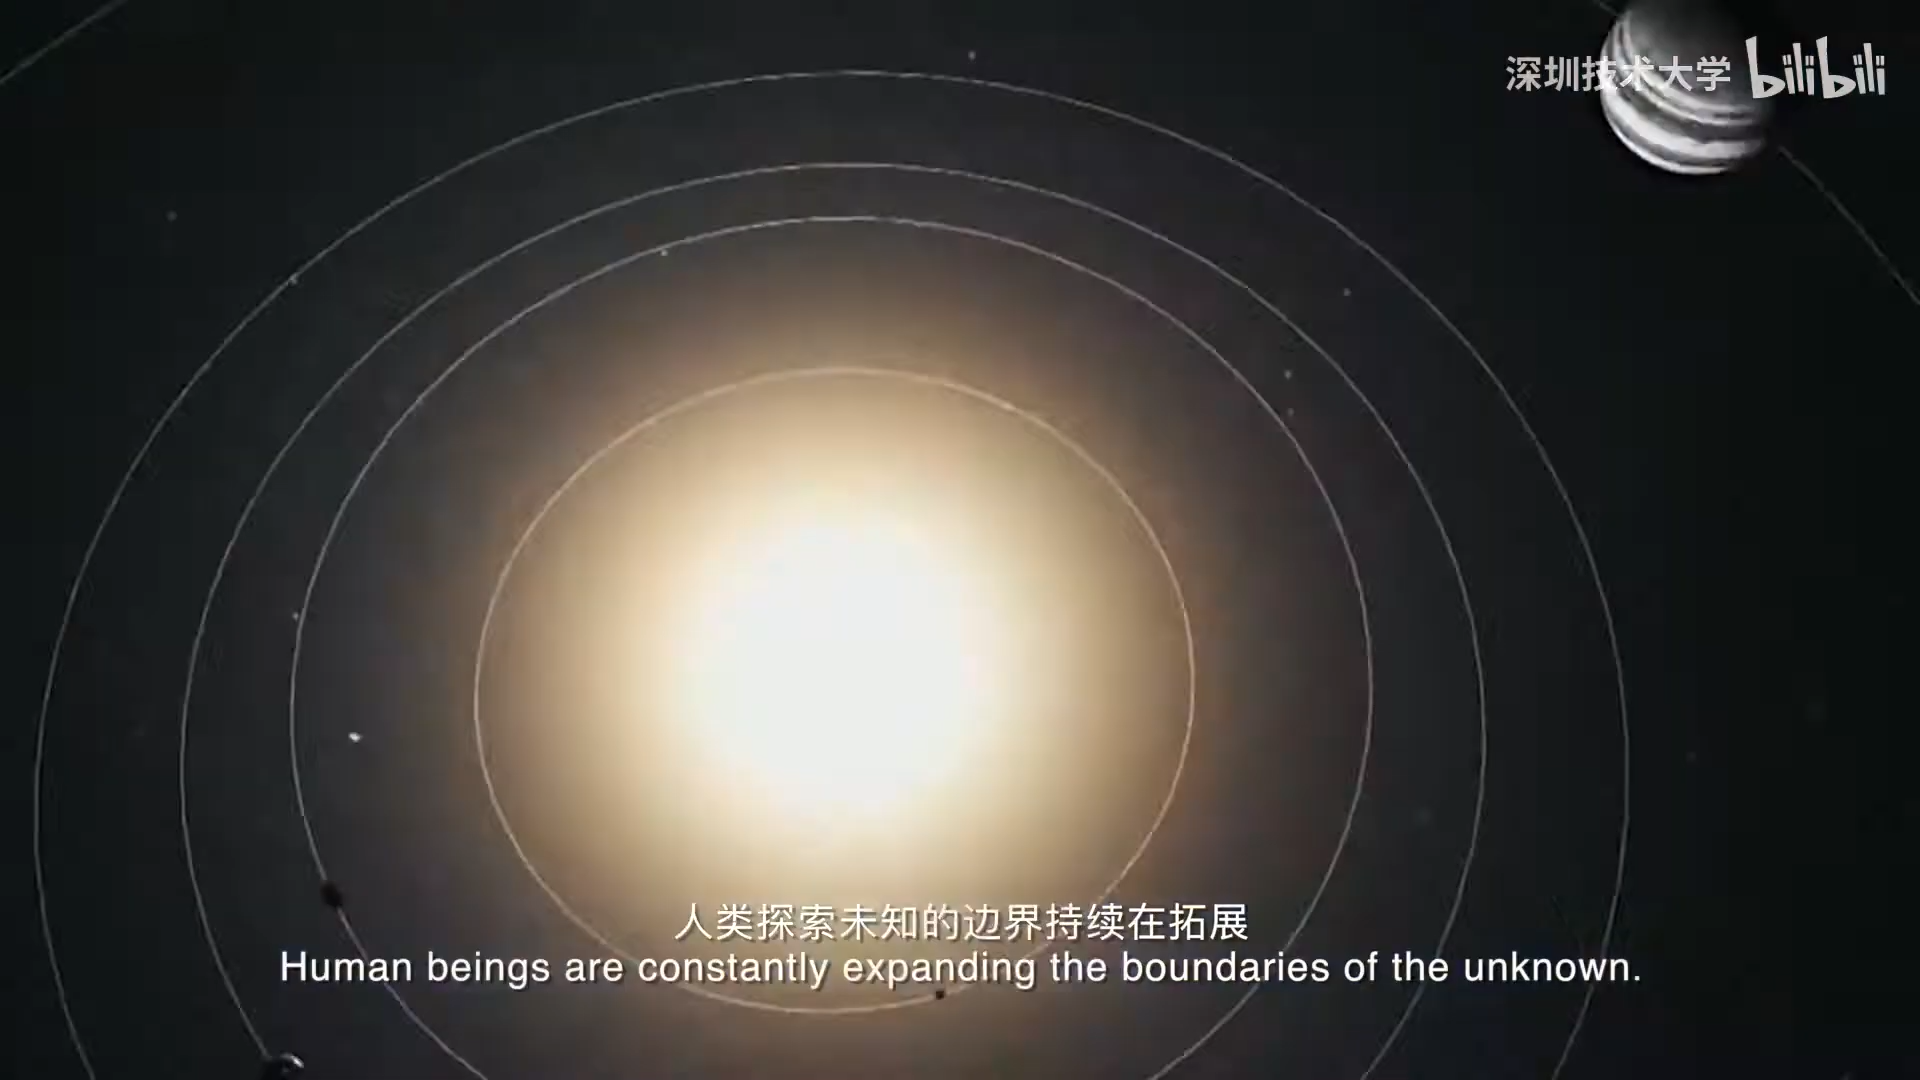 深圳技术大学 bilibili
人类探索未知的边界持续在拓展
Human beings are constantly expanding the boundaries of the unknown.